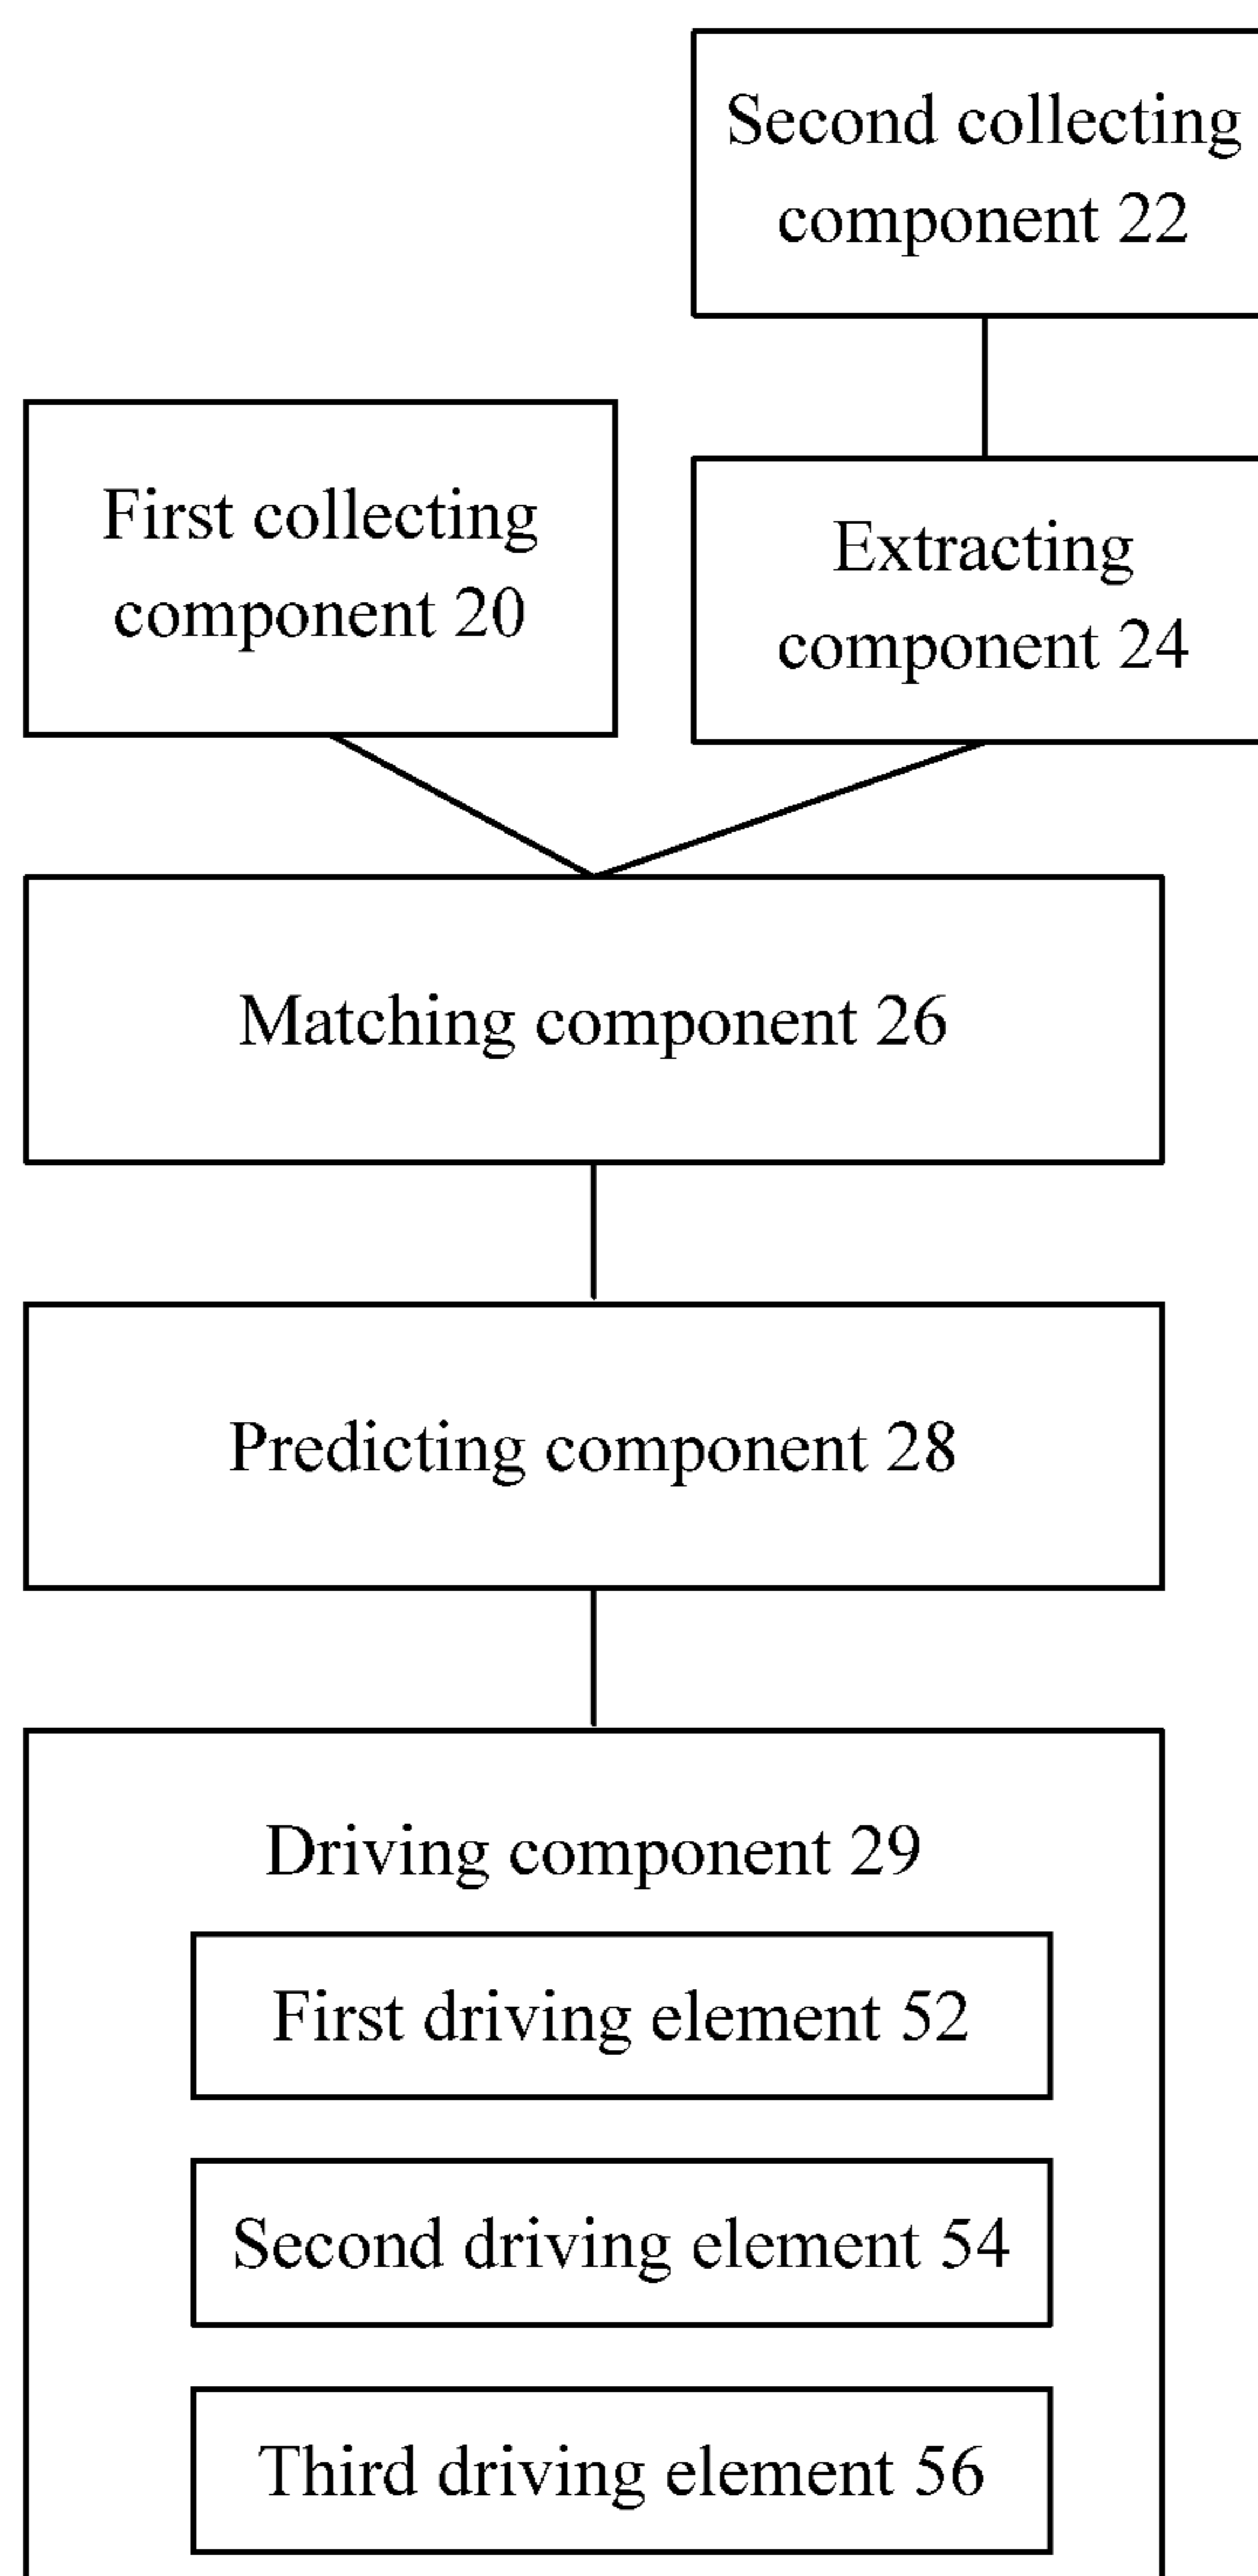 Second collecting
component 22
First collecting
component 20
Extracting
component 24
Matching component 26
Predicting component 28
Driving component 29
First driving element 52
Second driving element 54
Third driving element 56